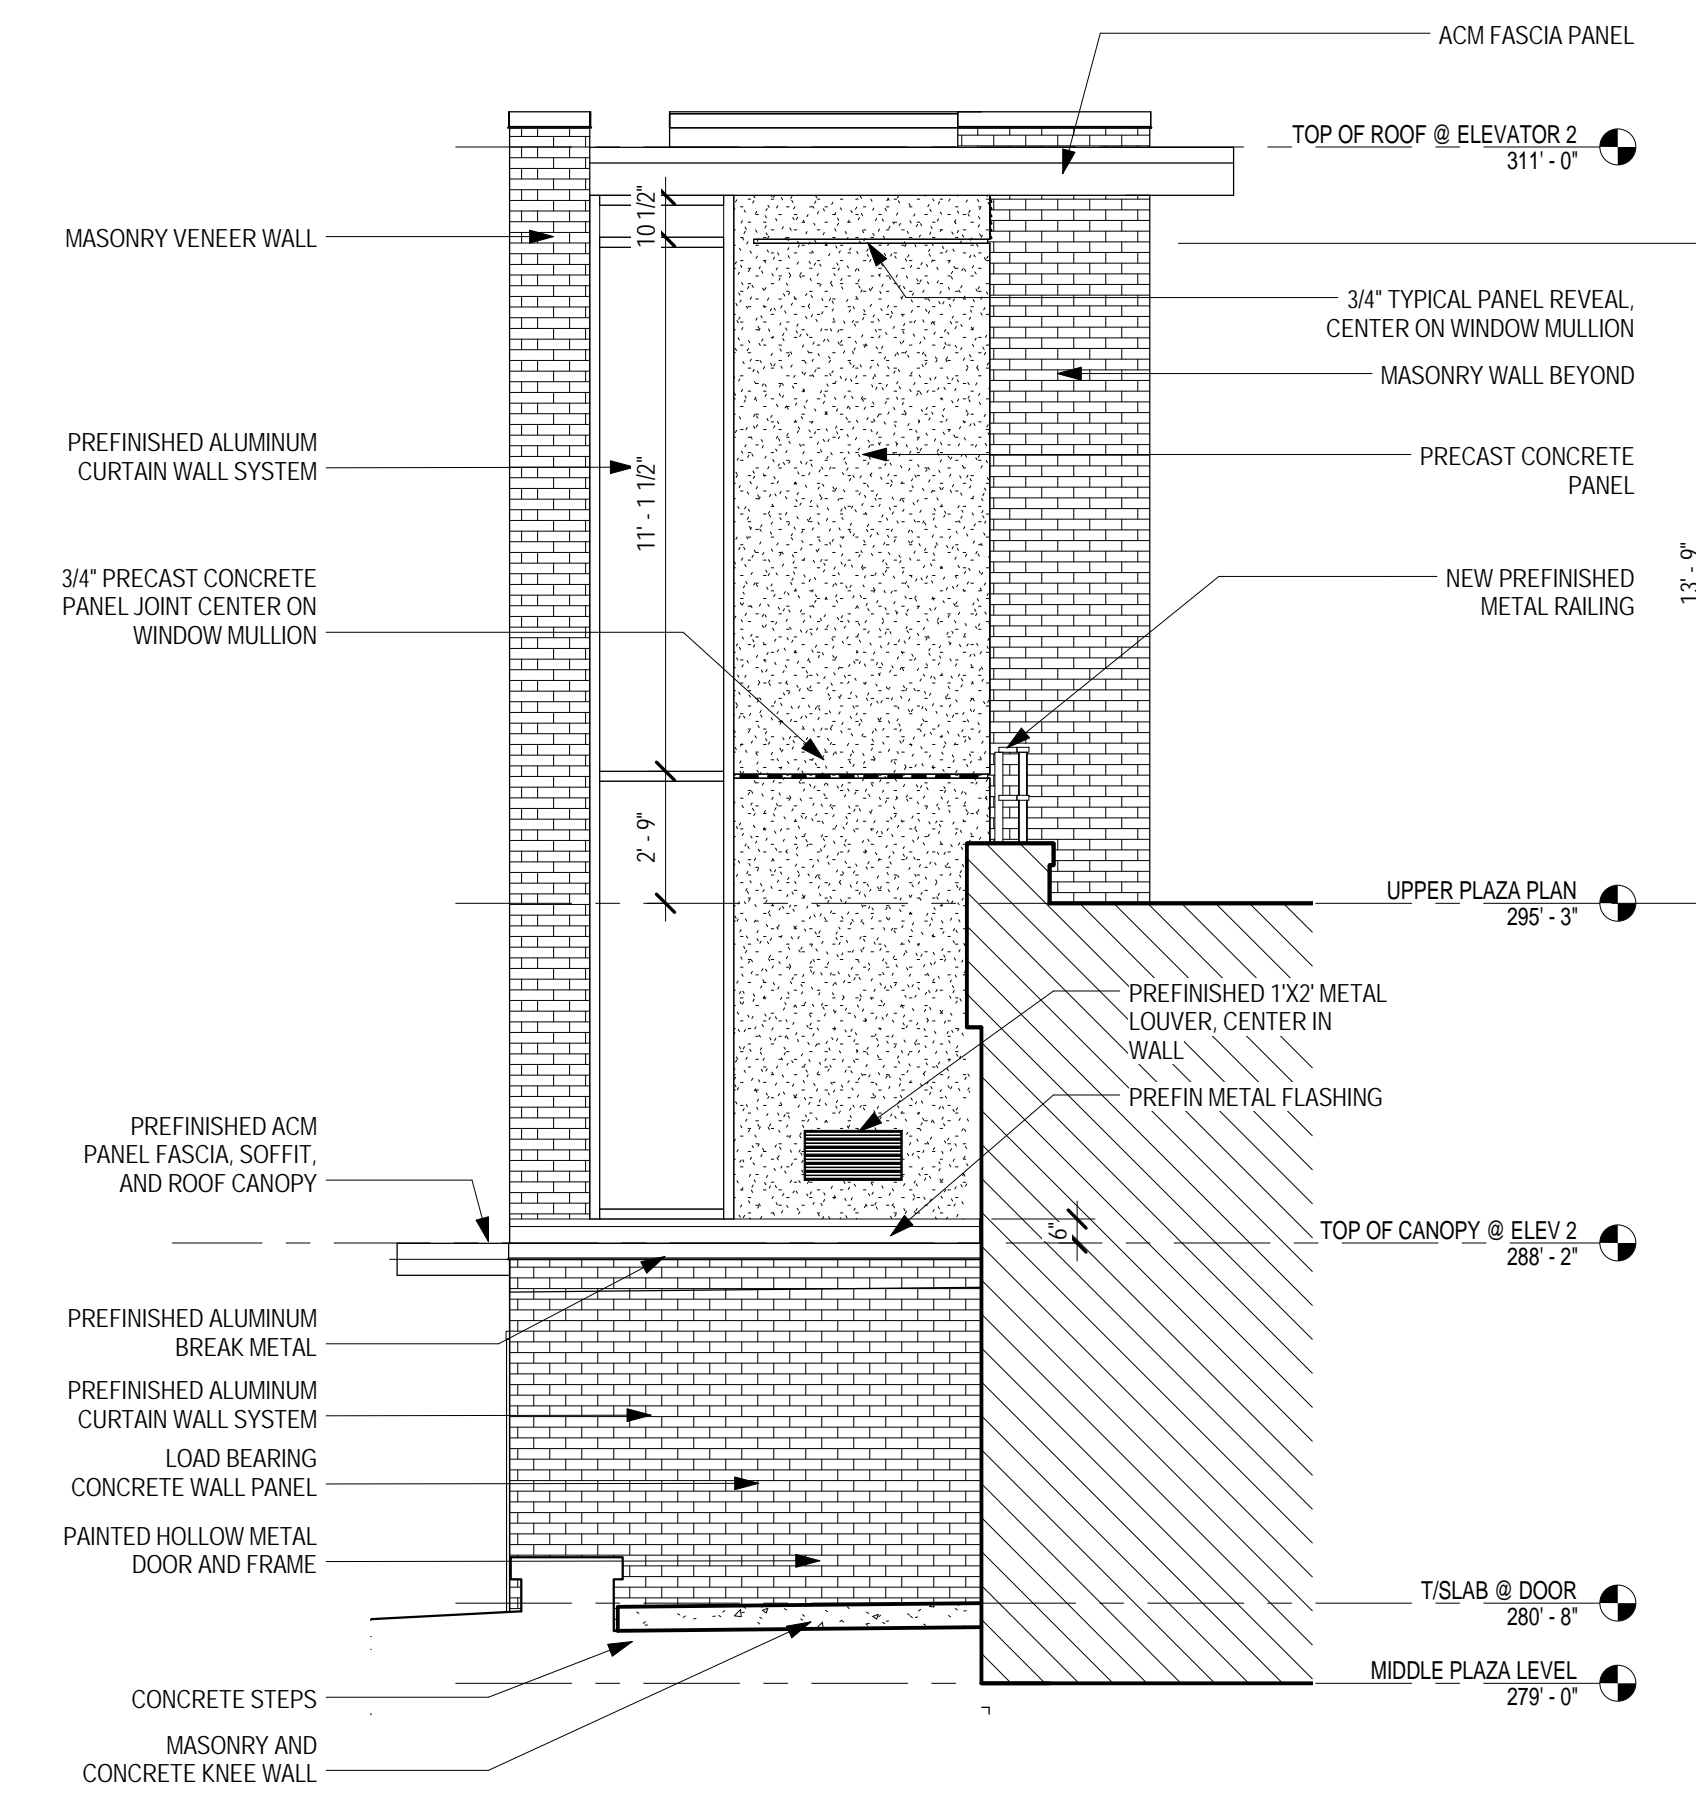 ACM FASCIA PANEL
TOP OF ROOF @ ELEVATOR 2
311' - 0"
10 1/2"
MASONRY VENEER WALL
3/4" TYPICAL PANEL REVEAL,
CENTER ON WINDOW MULLION
MASONRY WALL BEYOND
PREFINISHED ALUMINUM
CURTAIN WALL SYSTEM
11' - 1 1/2"
PRECAST CONCRETE
PANEL
13' - 9"
3/4" PRECAST CONCRETE
PANEL JOINT CENTER ON
WINDOW MULLION
NEW PREFINISHED
METAL RAILING
2' - 9"
UPPER PLAZA PLAN
295' - 3"
PREFINISHED 1'X2' METAL
LOUVER, CENTER IN
WALL
PREFIN METAL FLASHING
PREFINISHED ACM
PANEL FASCIA, SOFFIT,
AND ROOF CANOPY
6"
TOP OF CANOPY @ ELEV 2
288' - 2"
PREFINISHED ALUMINUM
BREAK METAL
PREFINISHED ALUMINUM
CURTAIN WALL SYSTEM
LOAD BEARING
CONCRETE WALL PANEL
PAINTED HOLLOW METAL
DOOR AND FRAME
T/SLAB @ DOOR
280' - 8"
MIDDLE PLAZA LEVEL
279' - 0"
CONCRETE STEPS
MASONRY AND
CONCRETE KNEE WALL